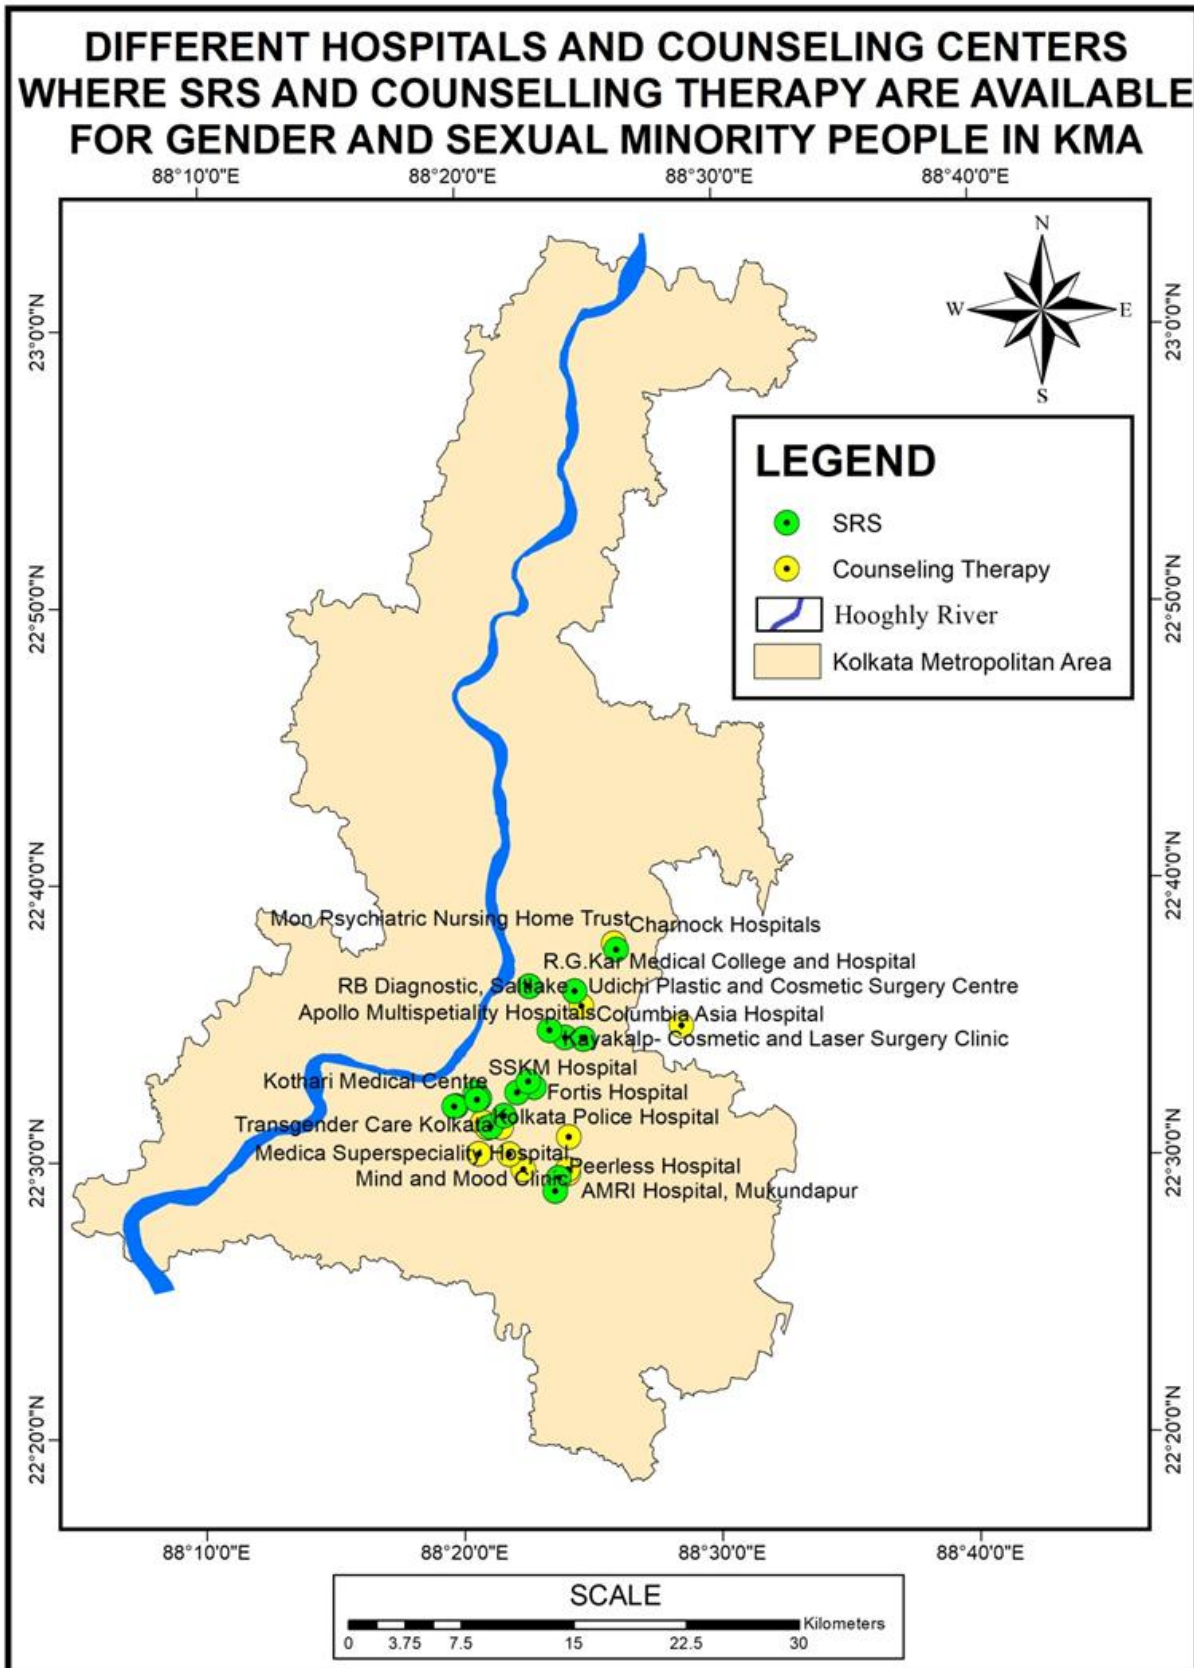 DIFFERENT HOSPITALS AND COUNSELING CENTERS
WHERE SRS AND COUNSELLING THERAPY ARE AVAILABLE
FOR GENDER AND SEXUAL MINORITY PEOPLE IN KMA
88°10'0"E 88°20'0"E 88°30'0"E 88°40'0"E
N
W E
S
23°0'0"N 23°0'0"N
LEGEND
SRS
Counseling Therapy
Hooghly River
Kolkata Metropolitan Area
22°50'0"N 22°50'0"N
22°40'0"N 22°40'0"N
Mon Psychiatric Nursing Home Trust
Charnock Hospitals
R.G.Kar Medical College and Hospital
RB Diagnostic, Saltlake
Udichi Plastic and Cosmetic Surgery Centre
Apollo Multispetiality Hospitals
Columbia Asia Hospital
Kayakalp- Cosmetic and Laser Surgery Clinic
SSKM Hospital
Kothari Medical Centre
Fortis Hospital
Kolkata Police Hospital
Transgender Care Kolkata
Medica Superspeciality Hospital
Peerless Hospital
Mind and Mood Clinic
AMRI Hospital, Mukundapur
22°30'0"N 22°30'0"N
22°20'0"N 22°20'0"N
88°10'0"E 88°20'0"E 88°30'0"E 88°40'0"E
SCALE
Kilometers
0 3.75 7.5 15 22.5 30